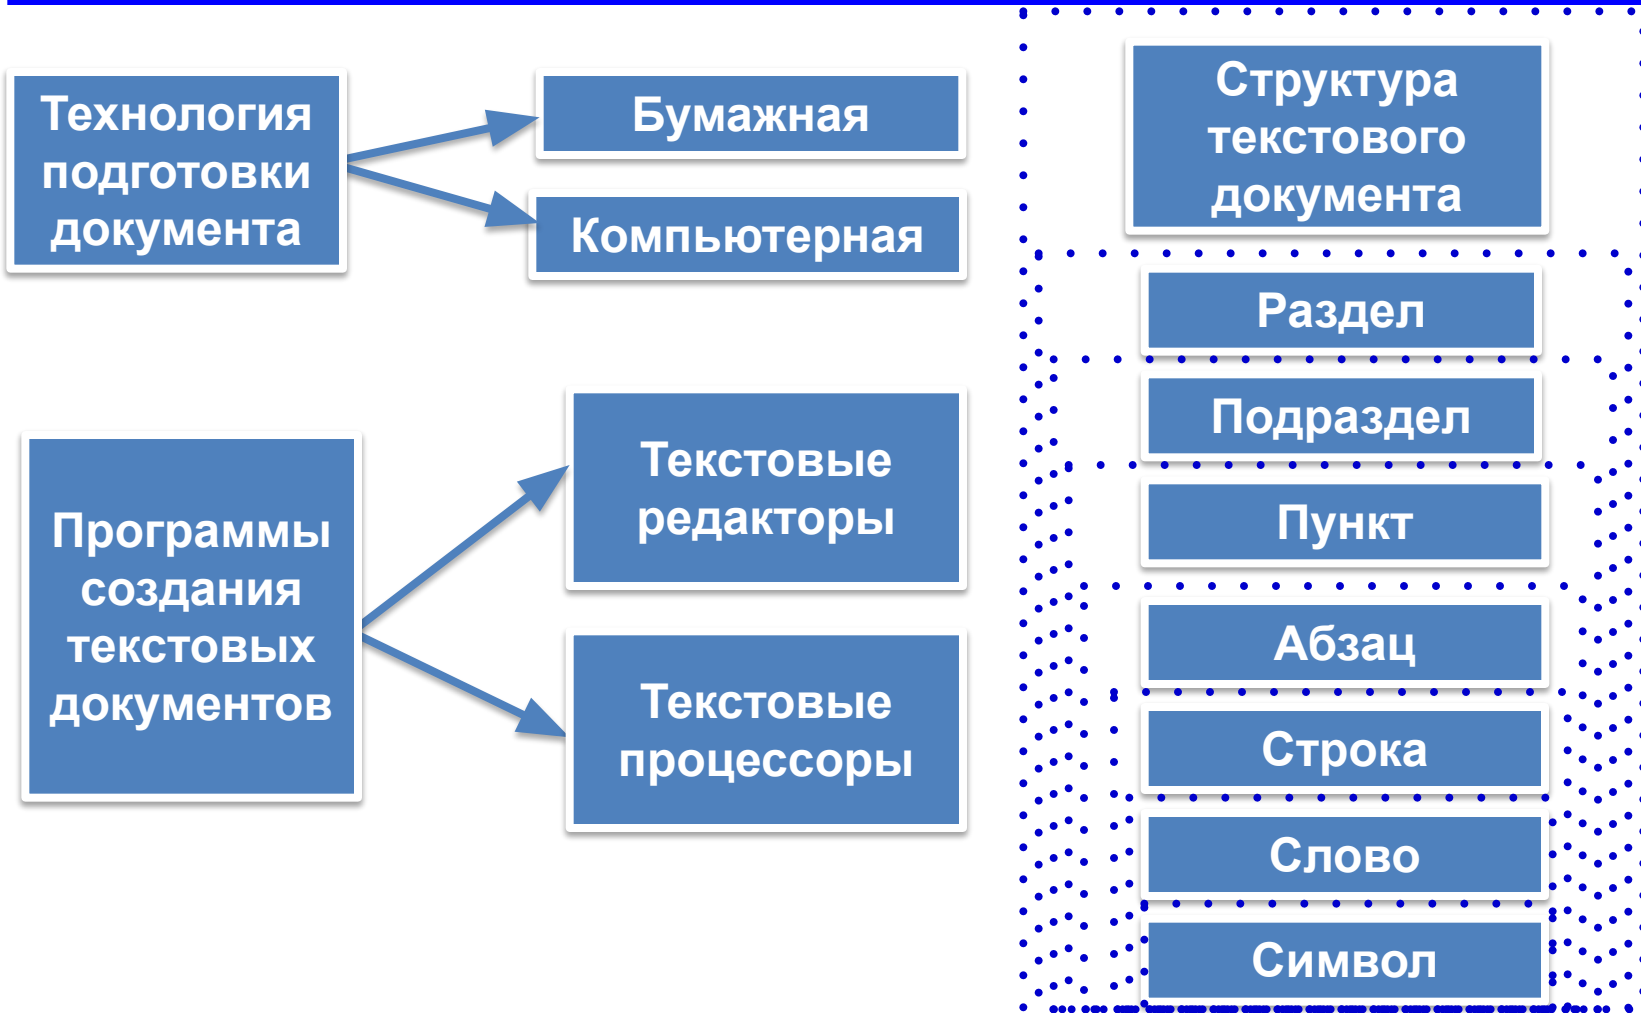 Технология
подготовки
документа
Бумажная
Компьютерная
Программы
создания
текстовых
документов
Текстовые
редакторы
Текстовые
процессоры
Структура
текстового
документа
Раздел
Подраздел
Пункт
Абзац
Строка
Слово
Символ